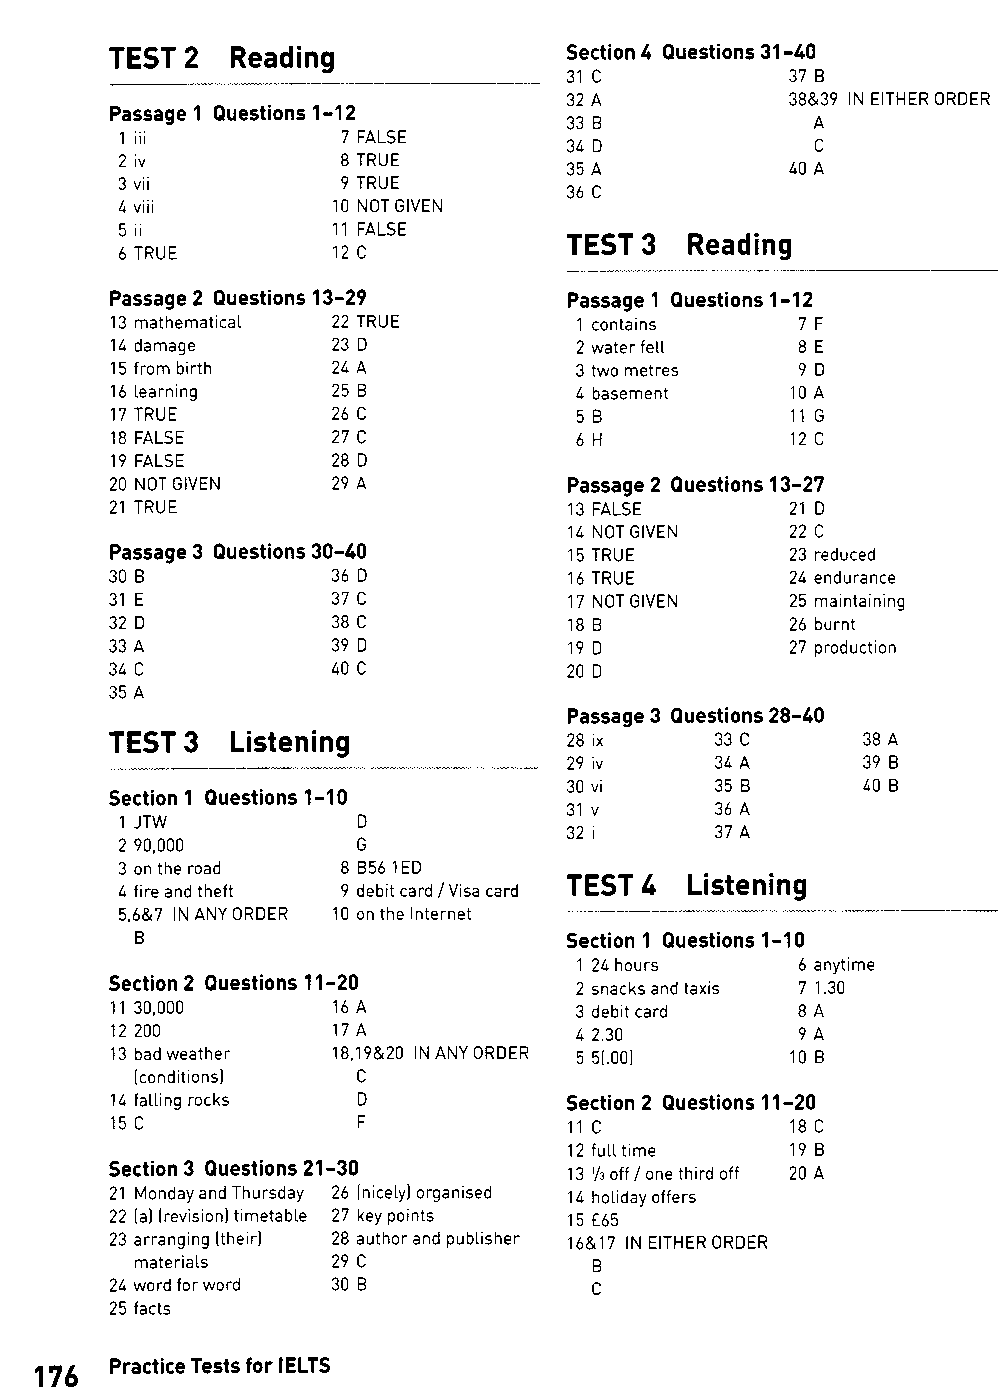 TEST 2 Reading
Passage 1 Questions 1–12
1 iii
2 iv
3 vii
4 viii
5 ii
6 TRUE
7 FALSE
8 TRUE
9 TRUE
10 NOT GIVEN
11 FALSE
12 C
Passage 2 Questions 13–29
13 mathematical
14 damage
15 from birth
16 learning
17 TRUE
18 FALSE
19 FALSE
20 NOT GIVEN
21 TRUE
22 TRUE
23 D
24 A
25 B
26 C
27 C
28 D
29 A
Passage 3 Questions 30–40
30 B
31 E
32 D
33 A
34 C
35 A
36 D
37 C
38 C
39 D
40 C
TEST 3 Listening
Section 1 Questions 1–10
1 JTW
2 90,000
3 on the road
4 fire and theft
5,6&7 IN ANY ORDER
B
D
G
8 B56 1ED
9 debit card / Visa card
10 on the Internet
Section 2 Questions 11–20
11 30,000
12 200
13 bad weather
(conditions)
14 falling rocks
15 C
16 A
17 A
18,19&20 IN ANY ORDER
C
D
F
Section 3 Questions 21–30
21 Monday and Thursday
22 (a) (revision) timetable
23 arranging (their)
materials
24 word for word
25 facts
26 (nicely) organised
27 key points
28 author and publisher
29 C
30 B
Section 4 Questions 31–40
31 C
32 A
33 B
34 D
35 A
36 C
37 B
38&39 IN EITHER ORDER
A
C
40 A
TEST 3 Reading
Passage 1 Questions 1–12
1 contains
2 water fell
3 two metres
4 basement
5 B
6 H
7 F
8 E
9 D
10 A
11 G
12 C
Passage 2 Questions 13–27
13 FALSE
14 NOT GIVEN
15 TRUE
16 TRUE
17 NOT GIVEN
18 B
19 D
20 D
21 D
22 C
23 reduced
24 endurance
25 maintaining
26 burnt
27 production
Passage 3 Questions 28–40
28 ix
29 iv
30 vi
31 v
32 i
33 C
34 A
35 B
36 A
37 A
38 A
39 B
40 B
TEST 4 Listening
Section 1 Questions 1–10
1 24 hours
2 snacks and taxis
3 debit card
4 2.30
5 5(.00)
6 anytime
7 1.30
8 A
9 A
10 B
Section 2 Questions 11–20
11 C
12 full time
13 1/3 off / one third off
14 holiday offers
15 £65
16&17 IN EITHER ORDER
B
C
18 C
19 B
20 A
176 Practice Tests for IELTS